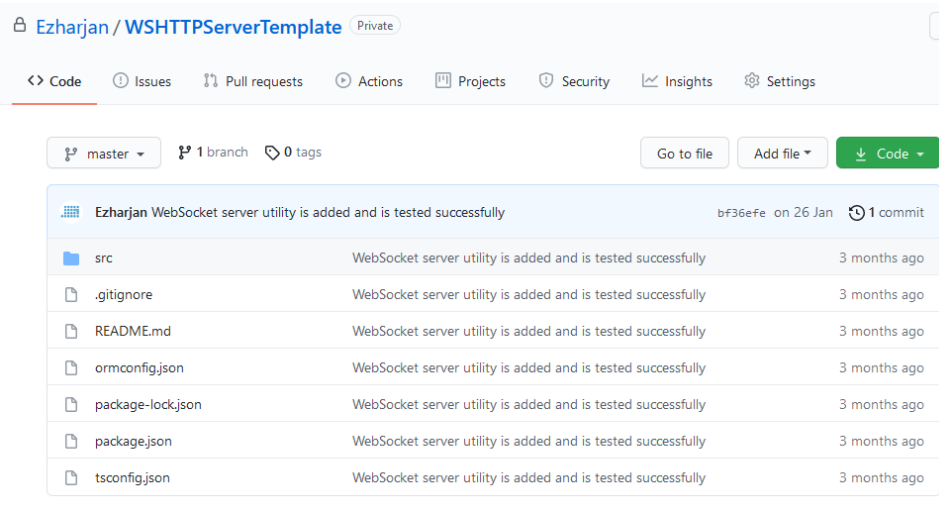 Ezharjan / WSHTTPServerTemplate Private
Code Issues Pull requests Actions Projects Security Insights Settings
master 1 branch 0 tags Go to file Add file Code
Ezharjan WebSocket server utility is added and is tested successfully bf36efe on 26 Jan 1 commit
src WebSocket server utility is added and is tested successfully 3 months ago
.gitignore WebSocket server utility is added and is tested successfully 3 months ago
README.md WebSocket server utility is added and is tested successfully 3 months ago
ormconfig.json WebSocket server utility is added and is tested successfully 3 months ago
package-lock.json WebSocket server utility is added and is tested successfully 3 months ago
package.json WebSocket server utility is added and is tested successfully 3 months ago
tsconfig.json WebSocket server utility is added and is tested successfully 3 months ago